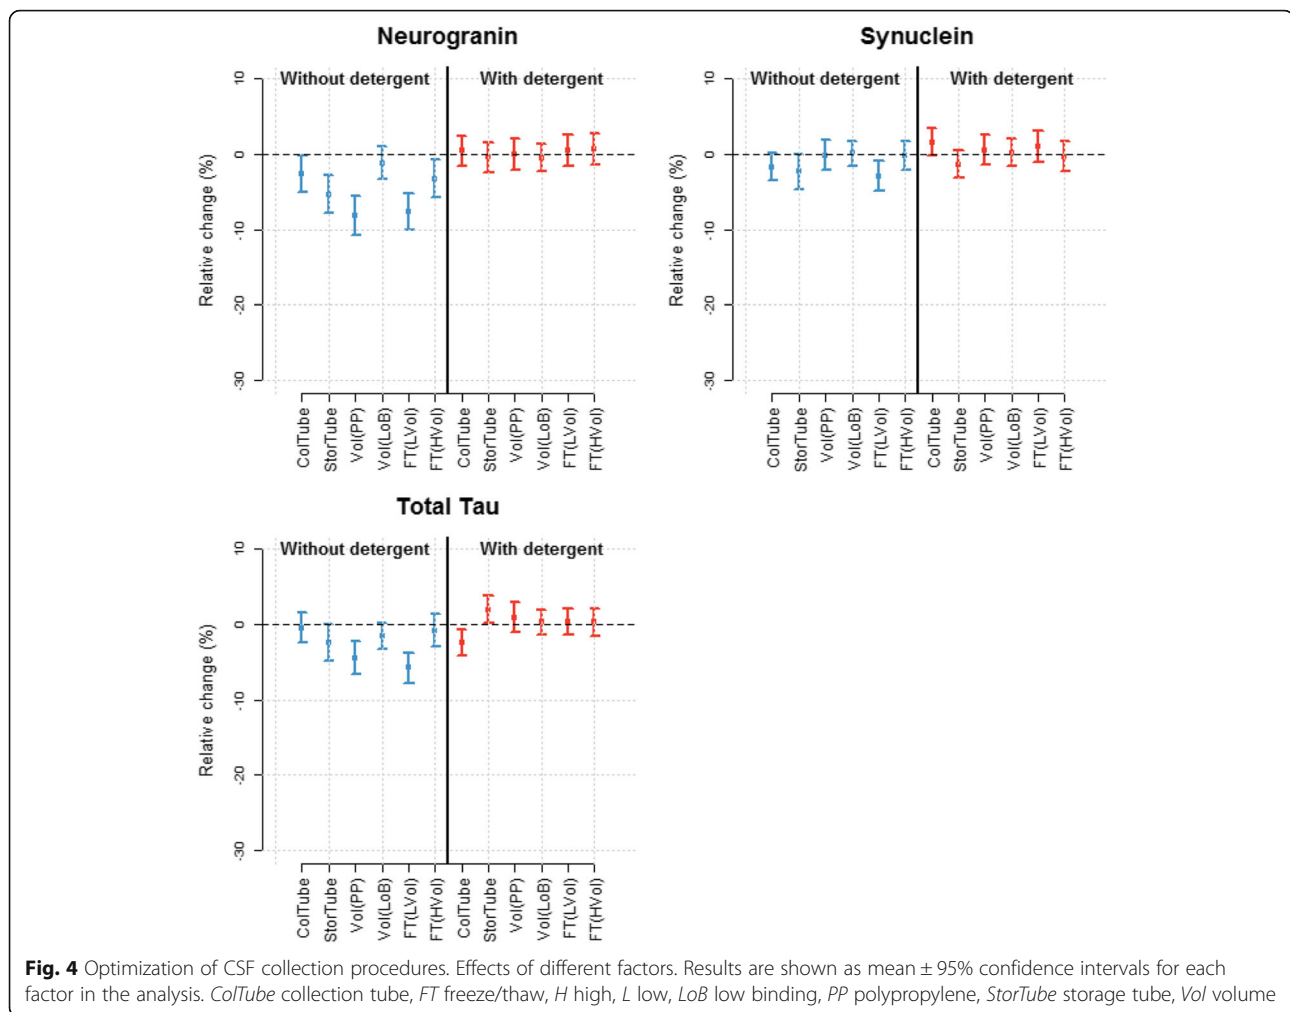 Neurogranin
Without detergent
With detergent
Relative change (%)
10
0
-10
-20
-30
ColTube
StorTube
Vol(PP)
Vol(LoB)
FT(LVol)
FT(HVol)
ColTube
StorTube
Vol(PP)
Vol(LoB)
FT(LVol)
FT(HVol)
Synuclein
Without detergent
With detergent
Relative change (%)
10
0
-10
-20
-30
ColTube
StorTube
Vol(PP)
Vol(LoB)
FT(LVol)
FT(HVol)
ColTube
StorTube
Vol(PP)
Vol(LoB)
FT(LVol)
FT(HVol)
Total Tau
Without detergent
With detergent
Relative change (%)
10
0
-10
-20
-30
ColTube
StorTube
Vol(PP)
Vol(LoB)
FT(LVol)
FT(HVol)
ColTube
StorTube
Vol(PP)
Vol(LoB)
FT(LVol)
FT(HVol)
Fig. 4 Optimization of CSF collection procedures. Effects of different factors. Results are shown as mean ± 95% confidence intervals for each
factor in the analysis. ColTube collection tube, FT freeze/thaw, H high, L low, LoB low binding, PP polypropylene, StorTube storage tube, Vol volume